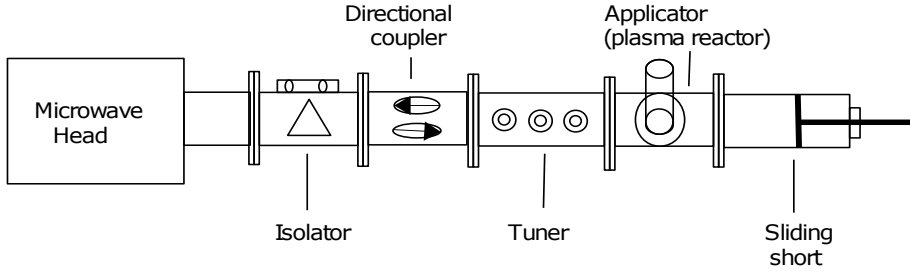 Directional
coupler
Applicator
(plasma reactor)
Microwave
Head
Isolator
Tuner
Sliding
short